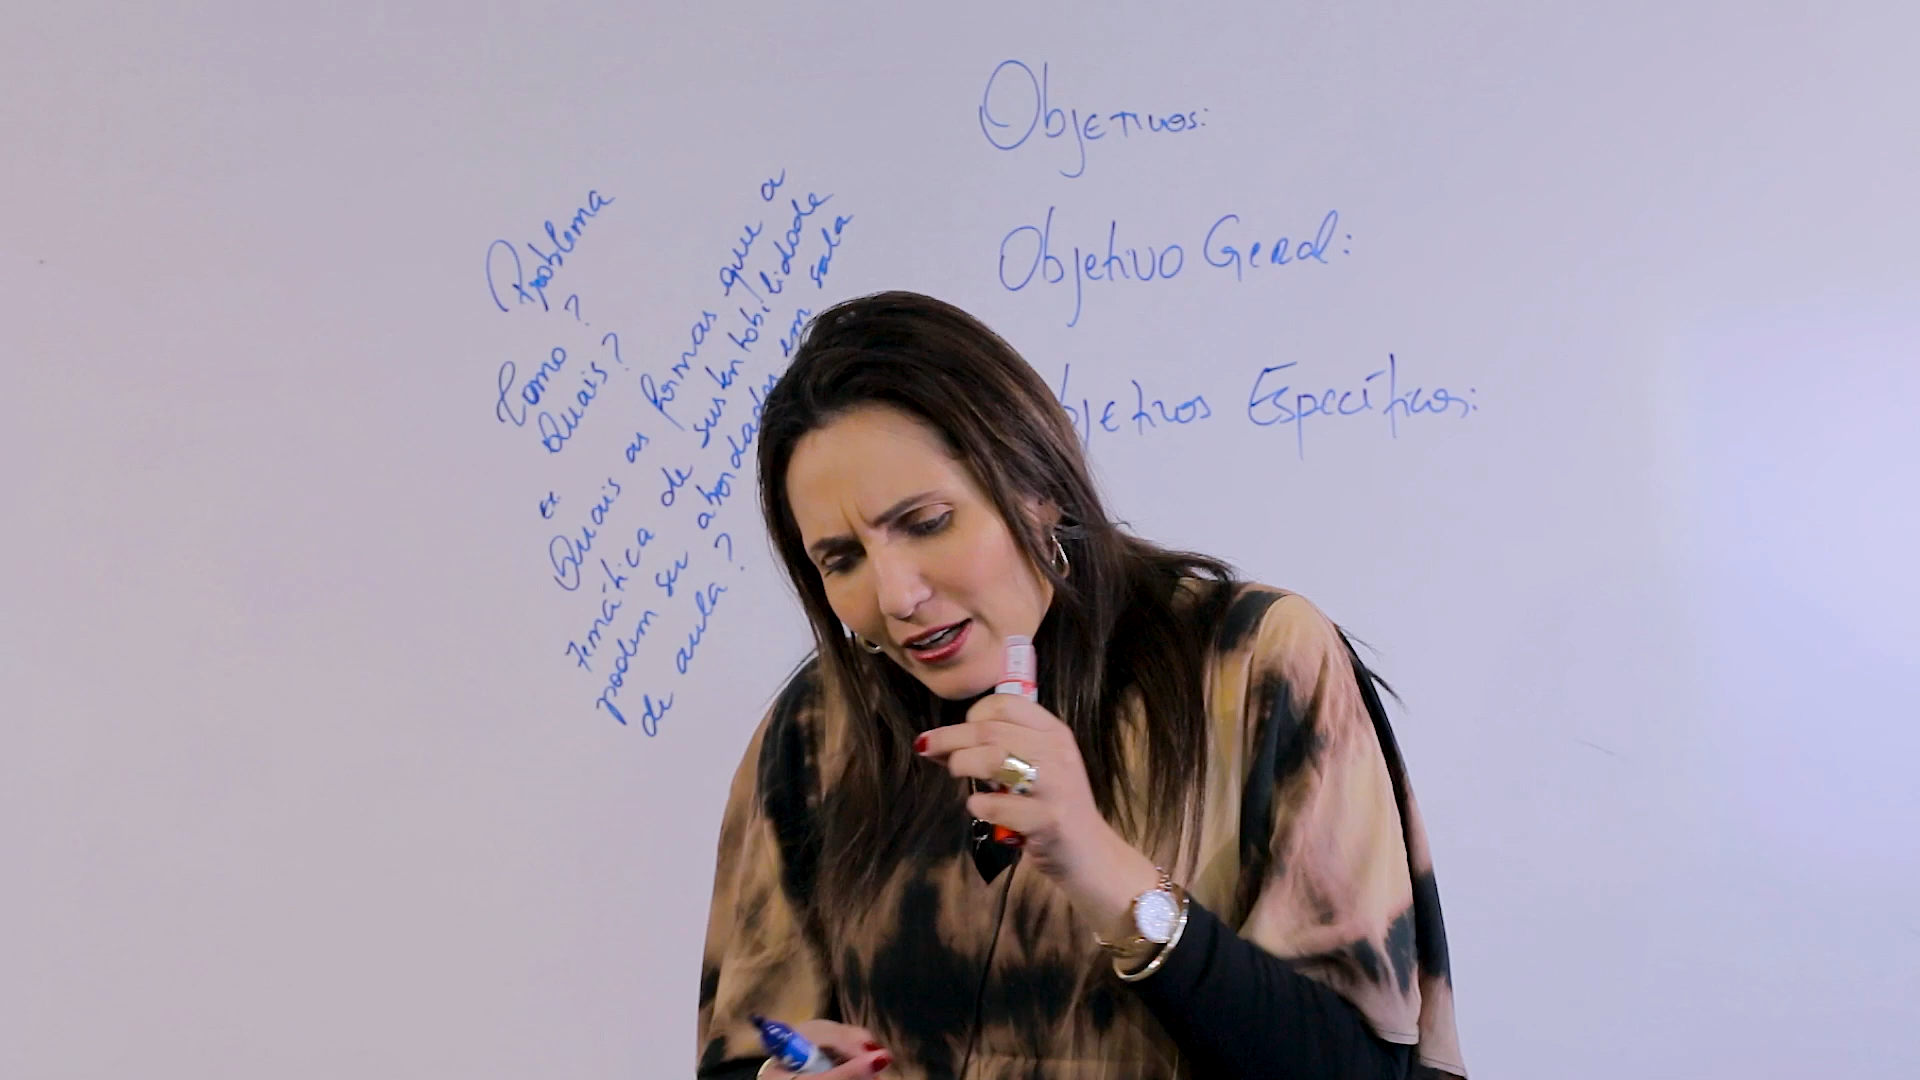 Problema
Como?
Quais?
Ex
Quais as formas que a
temática de sustentabilidade
podem ser abordadas em sala
de aula?
Objetivos:
Objetivo Geral:
Objetivos Específicos: